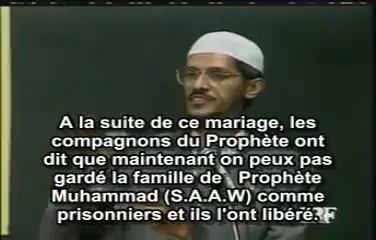 A la suite de ce mariage, les
compagnons du Prophète ont
dit que maintenant on peux pas
gardé la famille de Prophète
Muhammad (S.A.A.W) comme
prisonniers et ils l'ont libéré.